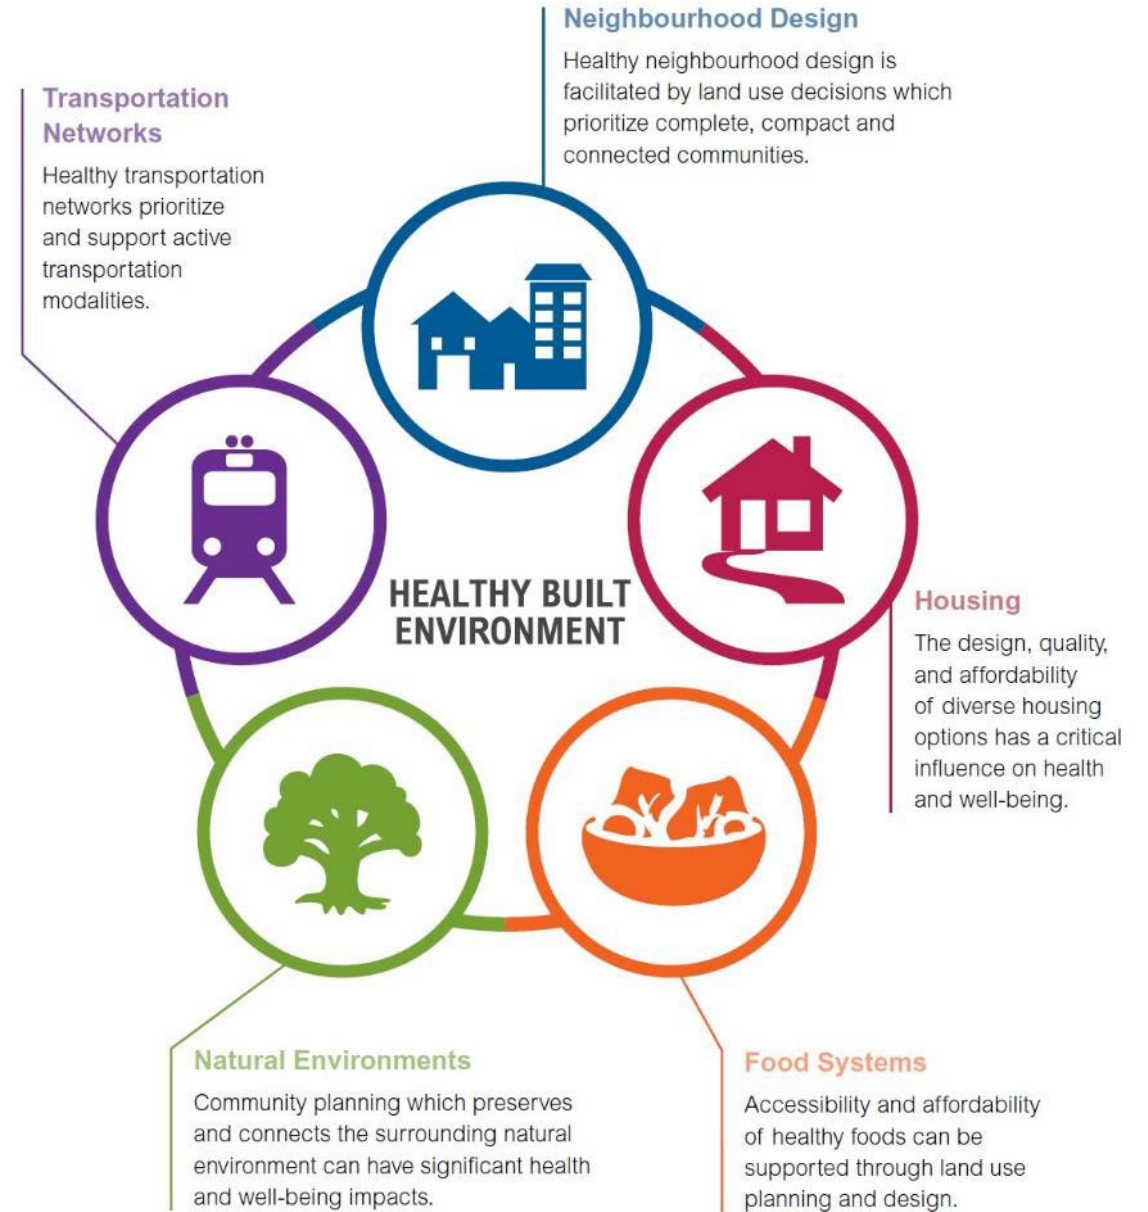 Neighbourhood Design
Healthy neighbourhood design is
facilitated by land use decisions which
prioritize complete, compact and
connected communities.
Transportation
Networks
Healthy transportation
networks prioritize
and support active
transportation
modalities.
HEALTHY BUILT
ENVIRONMENT
Housing
The design, quality,
and affordability
of diverse housing
options has a critical
influence on health
and well-being.
Natural Environments
Community planning which preserves
and connects the surrounding natural
environment can have significant health
and well-being impacts.
Food Systems
Accessibility and affordability
of healthy foods can be
supported through land use
planning and design.